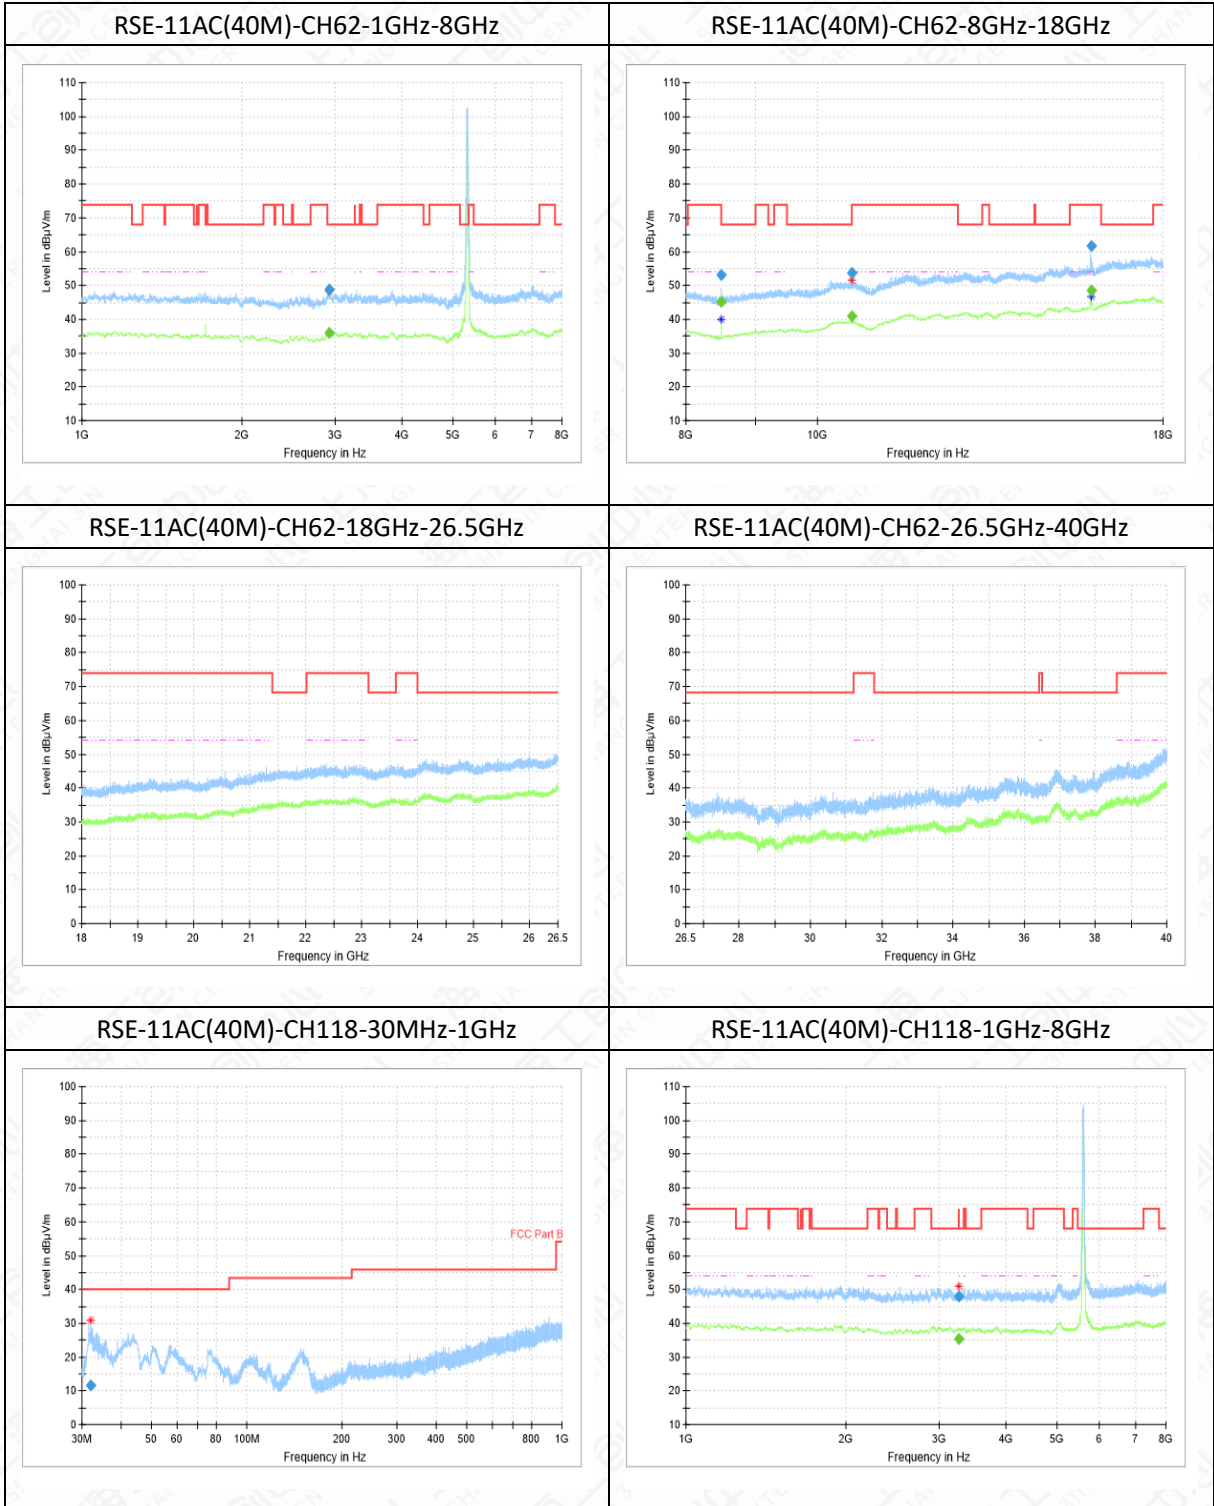 RSE-11AC(40M)-CH62-1GHz-8GHz
RSE-11AC(40M)-CH62-8GHz-18GHz
110
100
90
80
70
60
50
40
30
20
10
Level in dBµV/m
1G 2G 3G 4G 5G 6 7 8G
Frequency in Hz
110
100
90
80
70
60
50
40
30
20
10
Level in dBµV/m
8G 10G 18G
Frequency in Hz
RSE-11AC(40M)-CH62-18GHz-26.5GHz
RSE-11AC(40M)-CH62-26.5GHz-40GHz
100
90
80
70
60
50
40
30
20
10
0
Level in dBµV/m
18 19 20 21 22 23 24 25 26 26.5
Frequency in GHz
100
90
80
70
60
50
40
30
20
10
0
Level in dBµV/m
26.5 28 30 32 34 36 38 40
Frequency in GHz
RSE-11AC(40M)-CH118-30MHz-1GHz
RSE-11AC(40M)-CH118-1GHz-8GHz
100
90
80
70
60
50
40
30
20
10
0
Level in dBµV/m
FCC Part B
30M 50 60 80 100M 200 300 400 500 800 1G
Frequency in Hz
110
100
90
80
70
60
50
40
30
20
10
Level in dBµV/m
1G 2G 3G 4G 5G 6 7 8G
Frequency in Hz